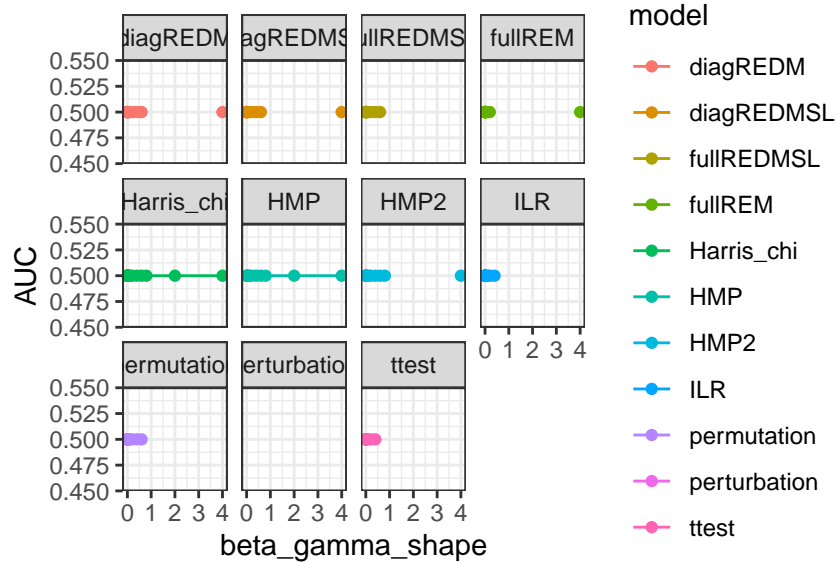 model
diagREDM
agREDMS
ullREDMS
fullREM
0.550
0.525
0.500
0.475
0.450
Harris_chi
HMP
HMP2
ILR
0.550
0.525
0.500
0.475
0.450
0 1 2 3 4
ermutation
erturbatio
ttest
0.550
0.525
0.500
0.475
0.450
0 1 2 3 4
0 1 2 3 4
0 1 2 3 4
AUC
beta_gamma_shape
diagREDM
diagREDMSL
fullREDMSL
fullREM
Harris_chi
HMP
HMP2
ILR
permutation
perturbation
ttest